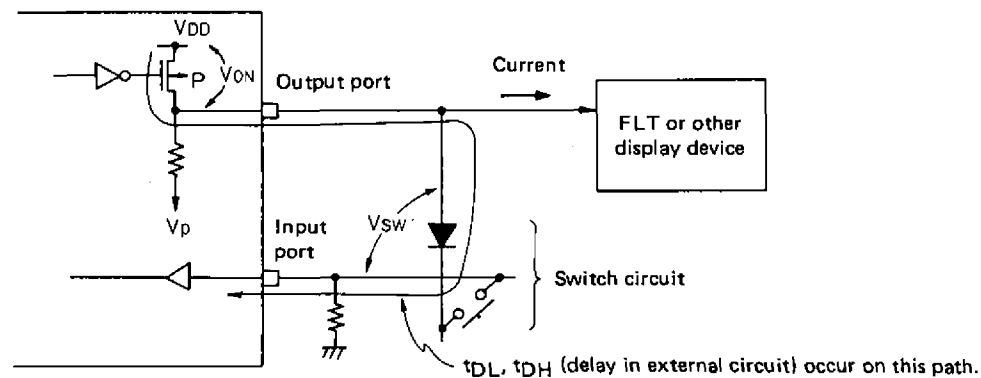 VDD
VON
P
Output port
Current
FLT or other
display device
Vp
Input
port
VSW
Switch circuit
tDL, tDH (delay in external circuit) occur on this path.